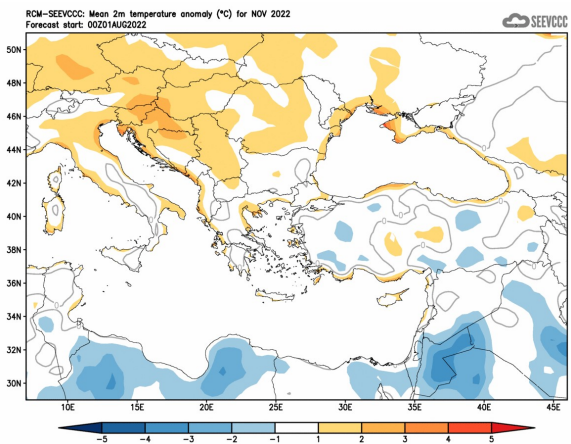 RCM-SEEVCCC: Mean 2m temperature anomaly (°C) for NOV 2022
Forecast start: 00Z01AUG2022
SEEVCCC
50N
48N
46N
44N
42N
40N
38N
36N
34N
32N
30N
10E 15E 20E 25E 30E 35E 40E 45E
-5 -4 -3 -2 -1 1 2 3 4 5